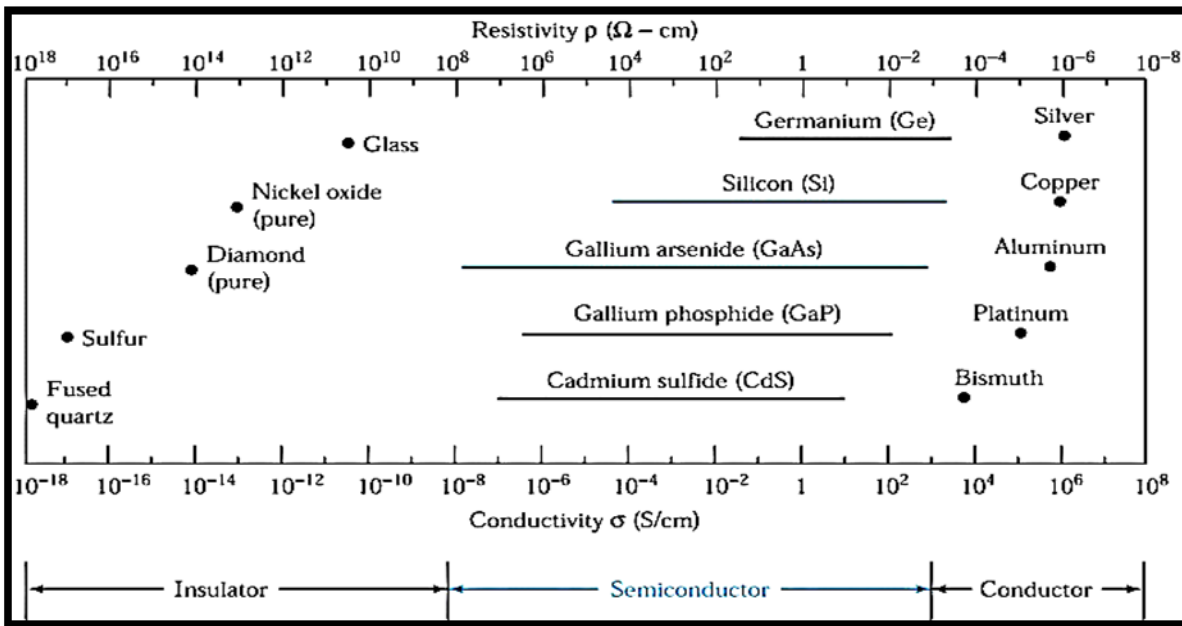 Resistivity ρ (Ω – cm)
10¹⁸ 10¹⁶ 10¹⁴ 10¹² 10¹⁰ 10⁸ 10⁶ 10⁴ 10² 1 10⁻² 10⁻⁴ 10⁻⁶ 10⁻⁸
Germanium (Ge)
Silver
Glass
Silicon (Si)
Copper
Nickel oxide
(pure)
Gallium arsenide (GaAs)
Aluminum
Diamond
(pure)
Gallium phosphide (GaP)
Platinum
Sulfur
Cadmium sulfide (CdS)
Bismuth
Fused
quartz
10⁻¹⁸ 10⁻¹⁶ 10⁻¹⁴ 10⁻¹² 10⁻¹⁰ 10⁻⁸ 10⁻⁶ 10⁻⁴ 10⁻² 1 10² 10⁴ 10⁶ 10⁸
Conductivity σ (S/cm)
Insulator
Semiconductor
Conductor